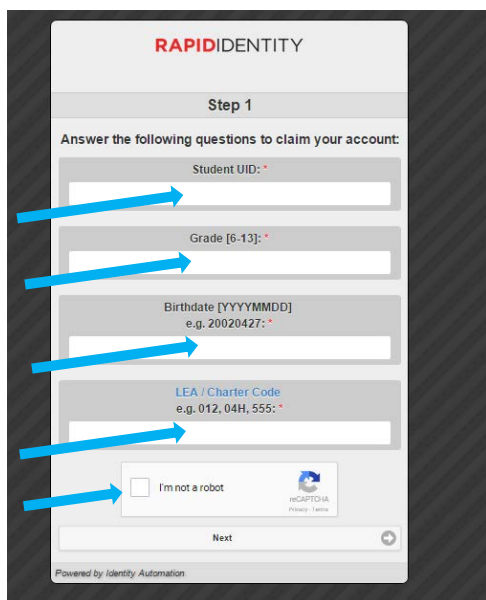 RAPIDIDENTITY
Step 1
Answer the following questions to claim your account:
Student UID: *
Grade [6-13]: *
Birthdate [YYYYMMDD]
e.g. 20020427: *
LEA / Charter Code
e.g. 012, 04H, 555: *
I'm not a robot
reCAPTCHA
Privacy - Terms
Next
Powered by Identity Automation